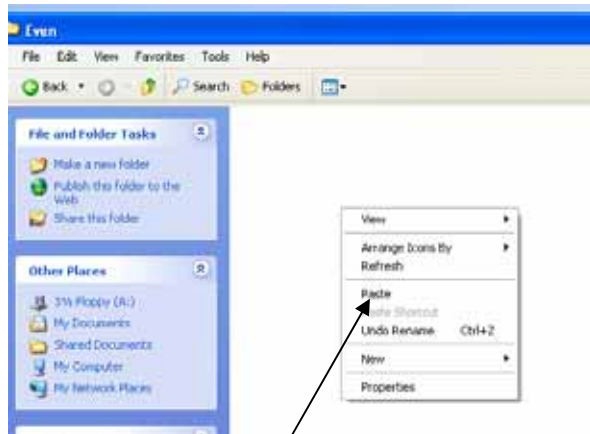 Even
File Edit View Favorites Tools Help
Back Search Folders
File and Folder Tasks
Make a new folder
Publish this folder to the
Web
Share this folder
Other Places
3½ Floppy (A:)
My Documents
Shared Documents
My Computer
My Network Places
View
Arrange Icons By
Refresh
Paste
Paste Shortcut
Undo Rename Ctrl+Z
New
Properties